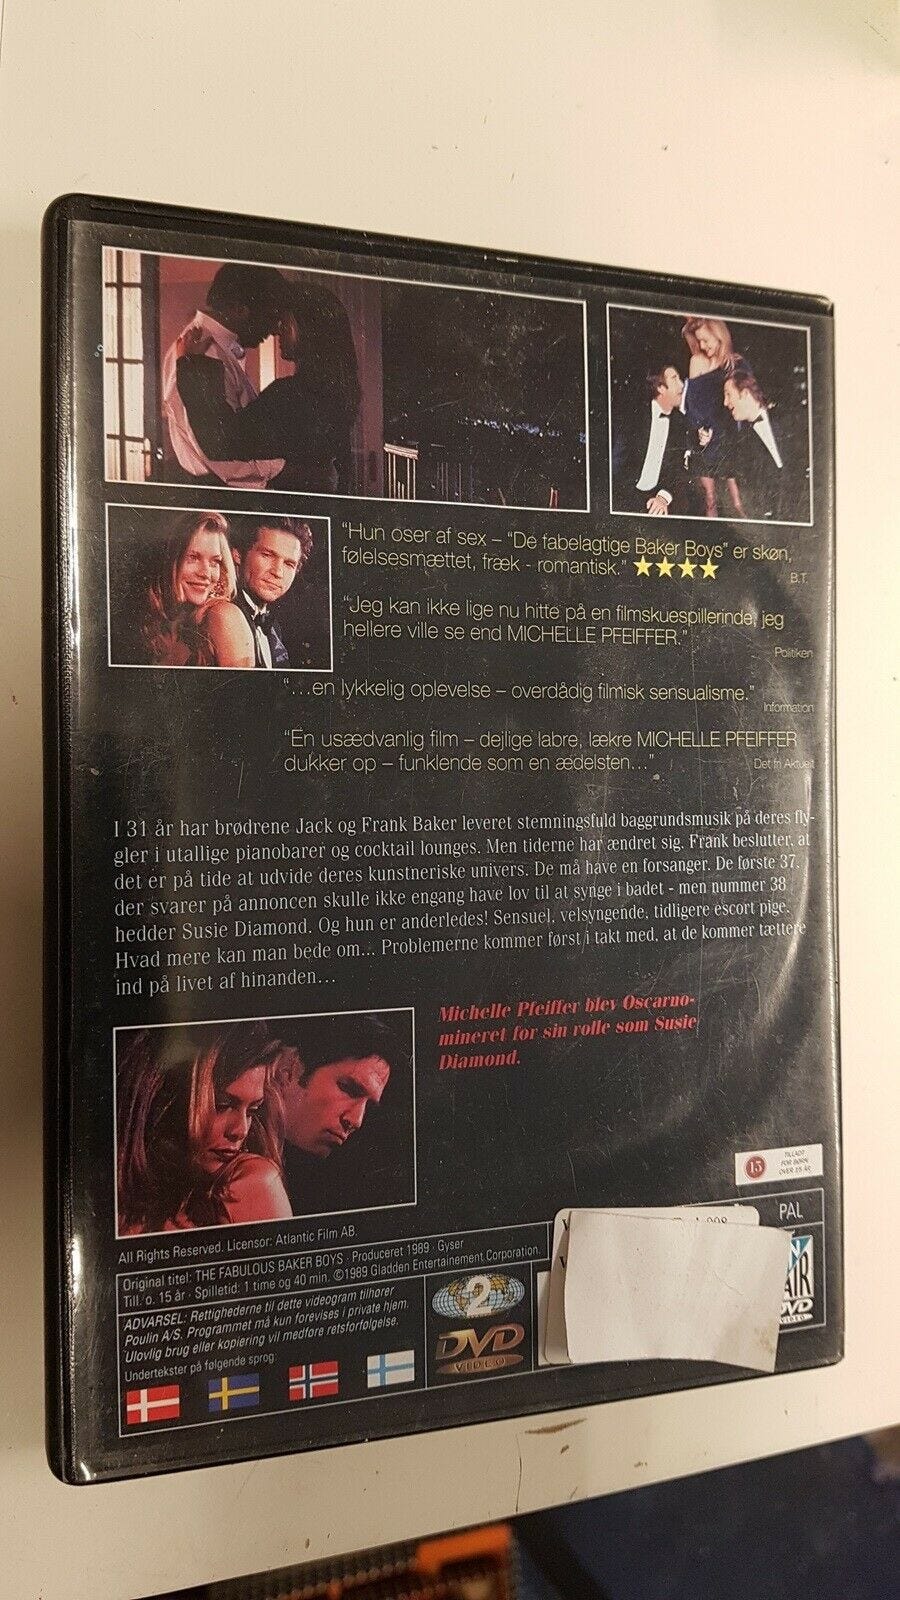 "Hun oser af sex – "De fabelagtige Baker Boys" er skøn,
følelsesmættet, fræk - romantisk." ★★★★
B.T.
"Jeg kan ikke lige nu hitte på en filmskuespillerinde, jeg
hellere ville se end MICHELLE PFEIFFER."
Politiken
"...en lykkelig oplevelse – overdådig filmisk sensualisme."
Information
"En usædvanlig film – dejlige labre, lækre MICHELLE PFEIFFER
dukker op – funklende som en ædelsten..."
Det fri Aktuelt
I 31 år har brødrene Jack og Frank Baker leveret stemningsfuld baggrundsmusik på deres fly-
gler i utallige pianobarer og cocktail lounges. Men tiderne har ændret sig. Frank beslutter, at
det er på tide at udvide deres kunstneriske univers. De må have en forsanger. De første 37,
der svarer på annoncen skulle ikke engang have lov til at synge i badet - men nummer 38
hedder Susie Diamond. Og hun er anderledes! Sensuel, velsyngende, tidligere escort pige.
Hvad mere kan man bede om... Problemerne kommer først i takt med, at de kommer tættere
ind på livet af hinanden...
Michelle Pfeiffer blev Oscarno-
mineret for sin rolle som Susie
Diamond.
15
TILLADT
FOR BØRN
OVER 15 ÅR
All Rights Reserved. Licensor: Atlantic Film AB.
PAL
Original titel: THE FABULOUS BAKER BOYS · Produceret 1989 · Gyser
Till. o. 15 år · Spilletid: 1 time og 40 min. ©1989 Gladden Entertainement Corporation.
ADVARSEL: Rettighederne til dette videogram tilhører
Poulin A/S. Programmet må kun forevises i private hjem.
Ulovlig brug eller kopiering vil medføre retsforfølgelse.
Undertekster på følgende sprog:
2
DVD
VIDEO
AIR
DVD
VIDEO